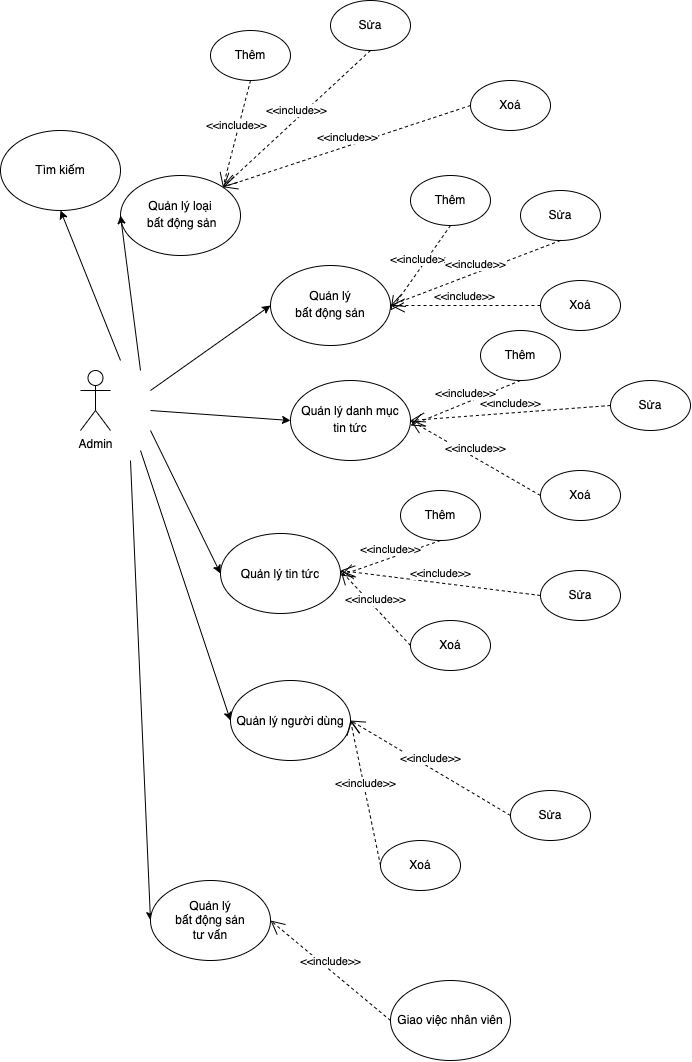 Sửa
Thêm
Xoá
<<include>>
<<include>>
<<include>>
Tìm kiếm
Quản lý loại
bất động sản
Thêm
Sửa
<<include>>
<<include>>
<<include>>
Quản lý
bất động sản
Xoá
Thêm
<<include>>
<<include>>
Sửa
Quản lý danh mục
tin tức
Admin
<<include>>
Xoá
Thêm
<<include>>
Quản lý tin tức
<<include>>
Sửa
<<include>>
Xoá
Quản lý người dùng
<<include>>
<<include>>
Sửa
Xoá
Quản lý
bất động sản
tư vấn
<<include>>
Giao việc nhân viên